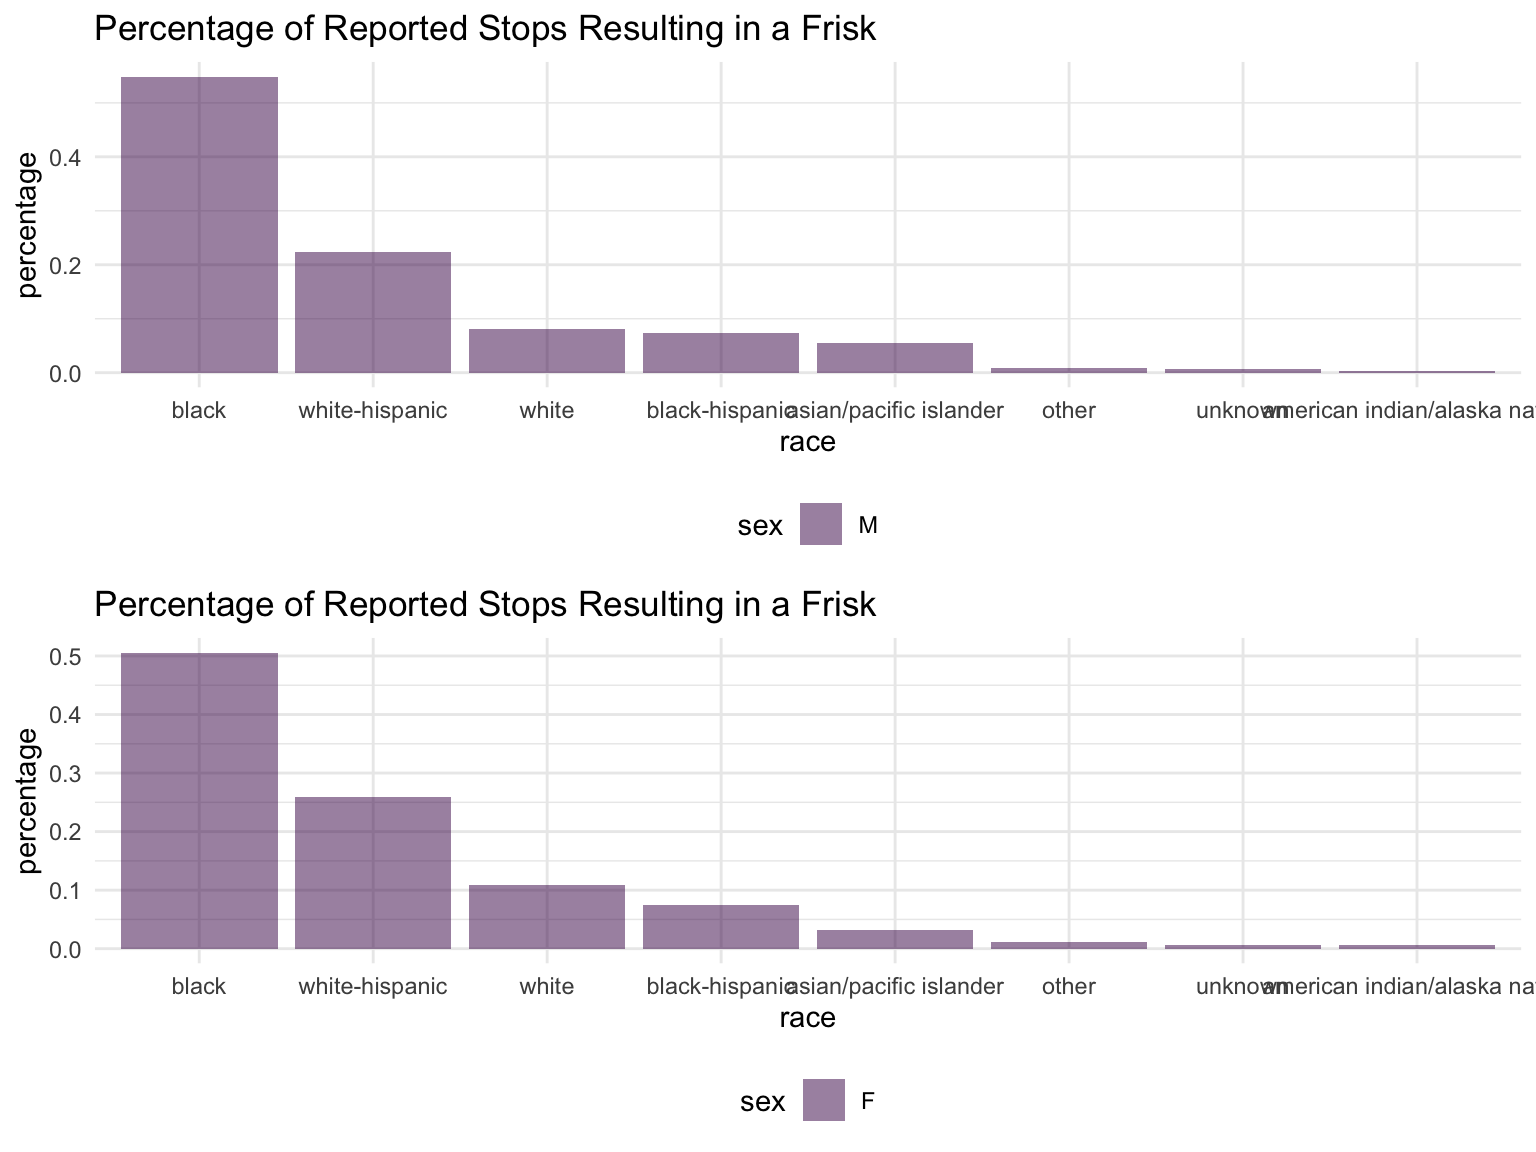 Percentage of Reported Stops Resulting in a Frisk
percentage
0.4
0.2
0.0
black white-hispanic white black-hispanic asian/pacific islander other unknown american indian/alaska na
race
sex M
Percentage of Reported Stops Resulting in a Frisk
percentage
0.5
0.4
0.3
0.2
0.1
0.0
black white-hispanic white black-hispanic asian/pacific islander other unknown american indian/alaska na
race
sex F